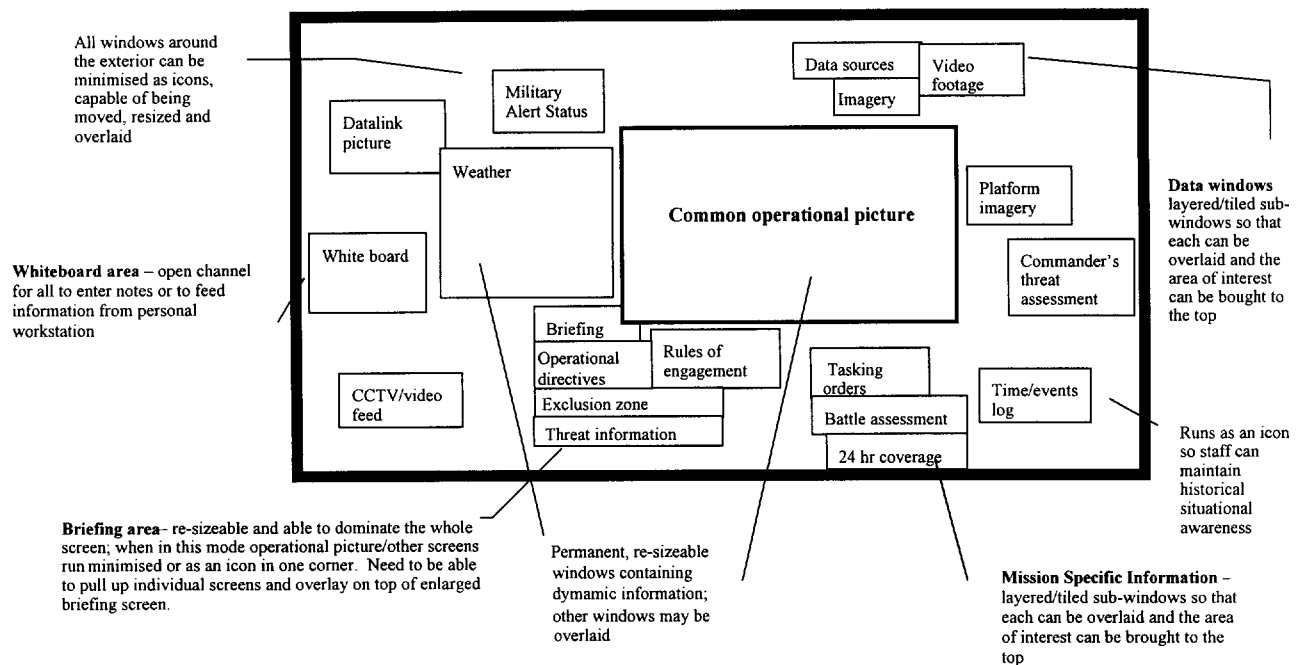 All windows around
the exterior can be
minimised as icons,
capable of being
moved, resized and
overlaid
Military
Alert Status
Data sources
Video
footage
Imagery
Datalink
picture
Weather
Common operational picture
Platform
imagery
Data windows
layered/tiled sub-
windows so that
each can be
overlaid and the
area of interest
can be bought to
the top
White board
Commander's
threat
assessment
Whiteboard area – open channel
for all to enter notes or to feed
information from personal
workstation
Briefing
Operational
directives
Rules of
engagement
Exclusion zone
Threat information
CCTV/video
feed
Tasking
orders
Battle assessment
24 hr coverage
Time/events
log
Runs as an icon
so staff can
maintain
historical
situational
awareness
Briefing area– re-sizeable and able to dominate the whole
screen; when in this mode operational picture/other screens
run minimised or as an icon in one corner. Need to be able
to pull up individual screens and overlay on top of enlarged
briefing screen.
Permanent, re-sizeable
windows containing
dymamic information;
other windows may be
overlaid
Mission Specific Information –
layered/tiled sub-windows so that
each can be overlaid and the area
of interest can be brought to the
top